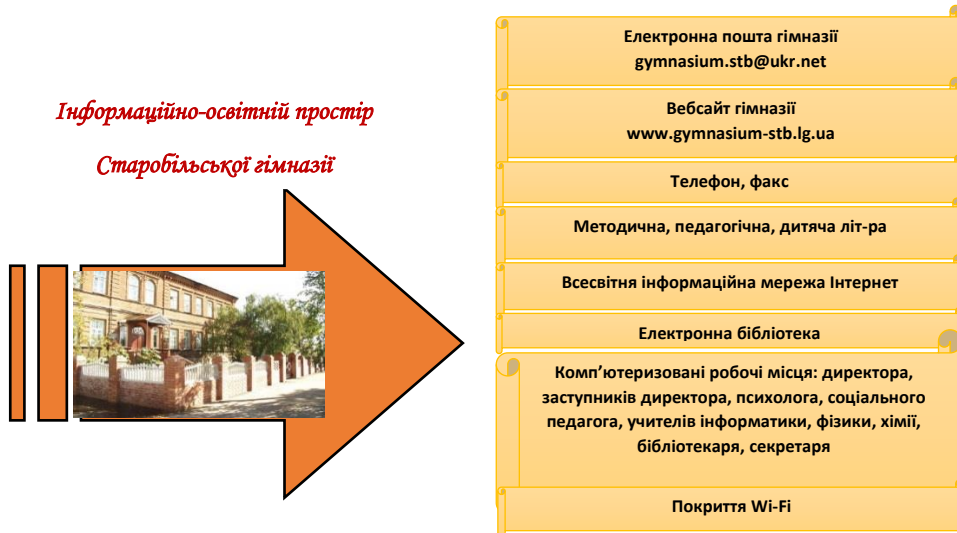 Інформаційно-освітній простір
Старобільської гімназії
Електронна пошта гімназії
gymnasium.stb@ukr.net
Вебсайт гімназії
www.gymnasium-stb.lg.ua
Телефон, факс
Методична, педагогічна, дитяча літ-ра
Всесвітня інформаційна мережа Інтернет
Електронна бібліотека
Комп’ютеризовані робочі місця: директора,
заступників директора, психолога, соціального
педагога, учителів інформатики, фізики, хімії,
бібліотекаря, секретаря
Покриття Wi-Fi